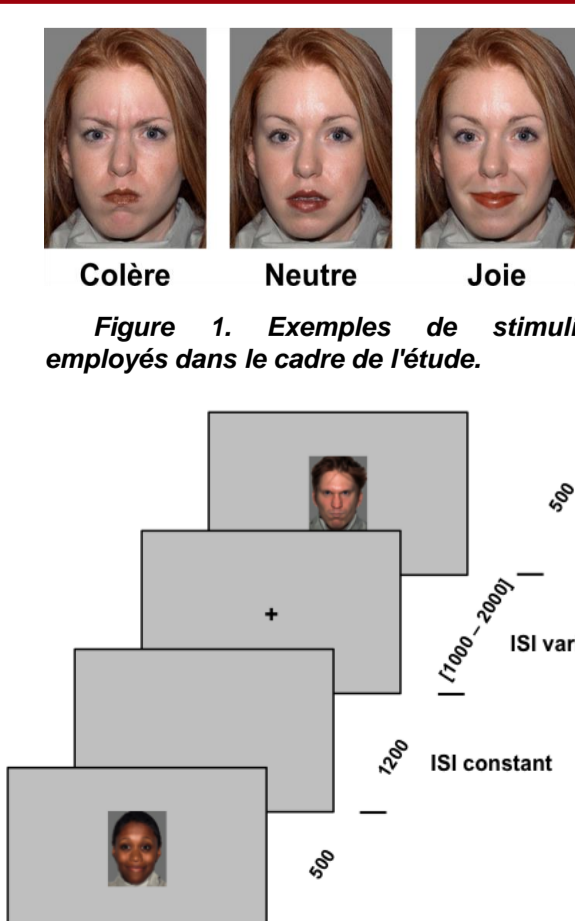 Colère Neutre Joie
Figure 1. Exemples de stimuli
employés dans le cadre de l'étude.
500
+
[1000 – 2000]
ISI var
1200
ISI constant
500